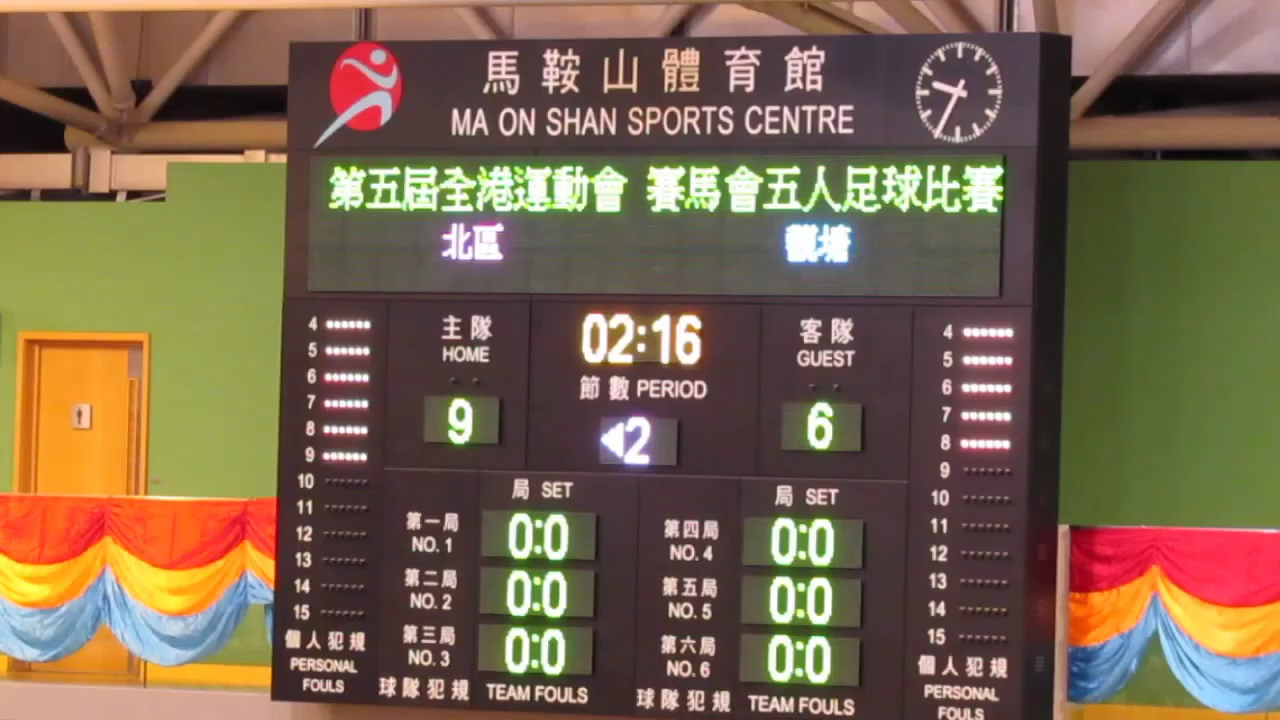 馬鞍山體育館
MA ON SHAN SPORTS CENTRE
第五屆全港運動會 賽馬會五人足球比賽
北區 觀塘
主隊 02:16 客隊
HOME GUEST
節數 PERIOD
9 ◀2 6
4
5
6
7
8
9
10
11
12
13
14
15
個人犯規
PERSONAL
FOULS
局 SET
第一局
NO. 1 0:0
第二局
NO. 2 0:0
第三局
NO. 3 0:0
球隊犯規 TEAM FOULS
局 SET
第四局
NO. 4 0:0
第五局
NO. 5 0:0
第六局
NO. 6 0:0
球隊犯規 TEAM FOULS
4
5
6
7
8
9
10
11
12
13
14
15
個人犯規
PERSONAL
FOULS